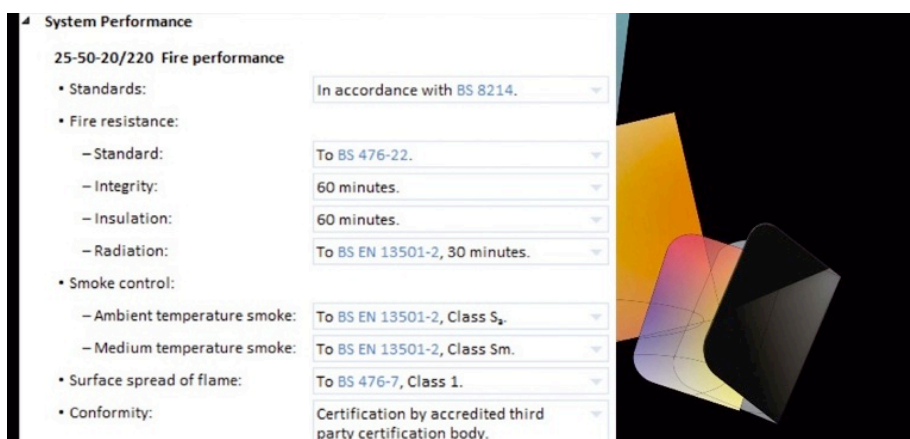 System Performance
25-50-20/220 Fire performance
• Standards: In accordance with BS 8214.
• Fire resistance:
– Standard: To BS 476-22.
– Integrity: 60 minutes.
– Insulation: 60 minutes.
– Radiation: To BS EN 13501-2, 30 minutes.
• Smoke control:
– Ambient temperature smoke: To BS EN 13501-2, Class Sₐ.
– Medium temperature smoke: To BS EN 13501-2, Class Sm.
• Surface spread of flame: To BS 476-7, Class 1.
• Conformity: Certification by accredited third
party certification body.